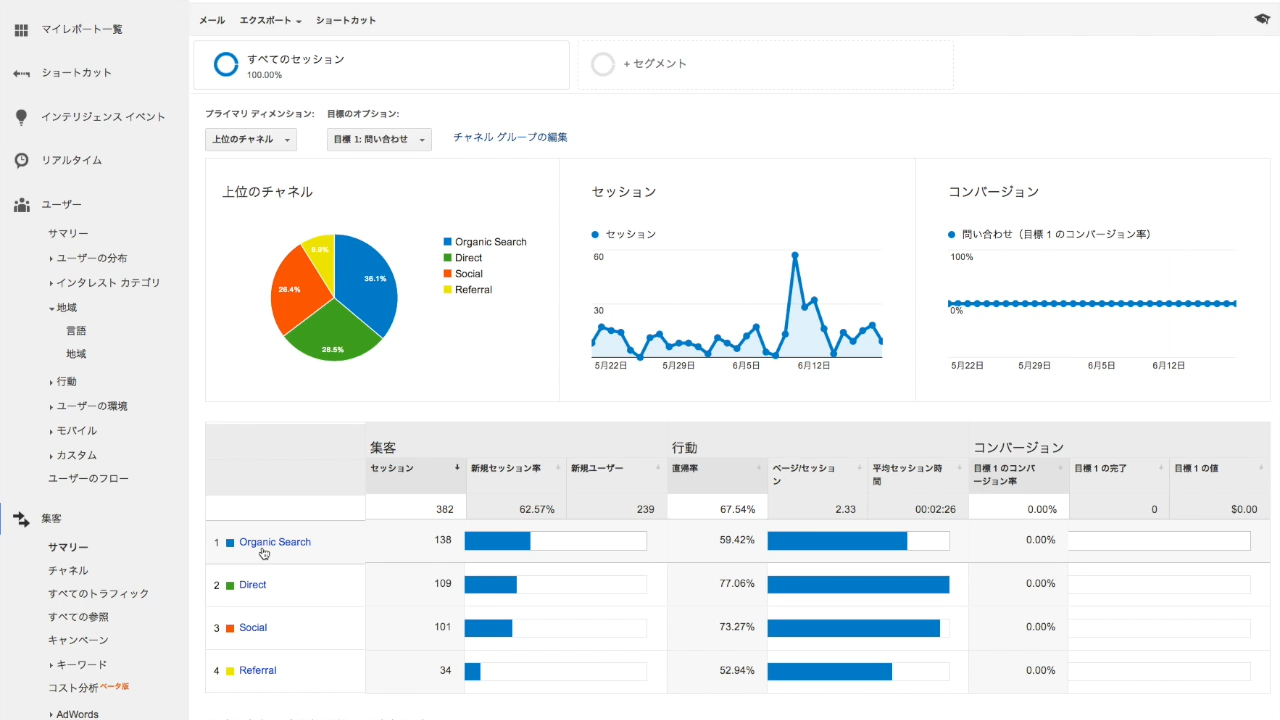 マイレポート一覧
ショートカット
インテリジェンス イベント
リアルタイム
ユーザー
サマリー
ユーザーの分布
インタレスト カテゴリ
地域
言語
地域
行動
ユーザーの環境
モバイル
カスタム
ユーザーのフロー
集客
サマリー
チャネル
すべてのトラフィック
すべての参照
キャンペーン
キーワード
コスト分析 ベータ版
AdWords
メール エクスポート ショートカット
すべてのセッション
100.00%
+ セグメント
プライマリ ディメンション: 目標のオプション:
上位のチャネル 目標 1: 問い合わせ チャネル グループの編集
上位のチャネル
36.1%
28.5%
26.4%
8.9%
Organic Search
Direct
Social
Referral
セッション
セッション
60
30
5月22日 5月29日 6月5日 6月12日
コンバージョン
問い合わせ（目標 1 のコンバージョン率）
100%
0%
5月22日 5月29日 6月5日 6月12日
集客 行動 コンバージョン
セッション 新規セッション率 新規ユーザー 直帰率 ページ/セッション 平均セッション時間 目標 1 のコンバージョン率 目標 1 の完了 目標 1 の値
382 62.57% 239 67.54% 2.33 00:02:26 0.00% 0 $0.00
1 Organic Search 138 59.42% 0.00%
2 Direct 109 77.06% 0.00%
3 Social 101 73.27% 0.00%
4 Referral 34 52.94% 0.00%